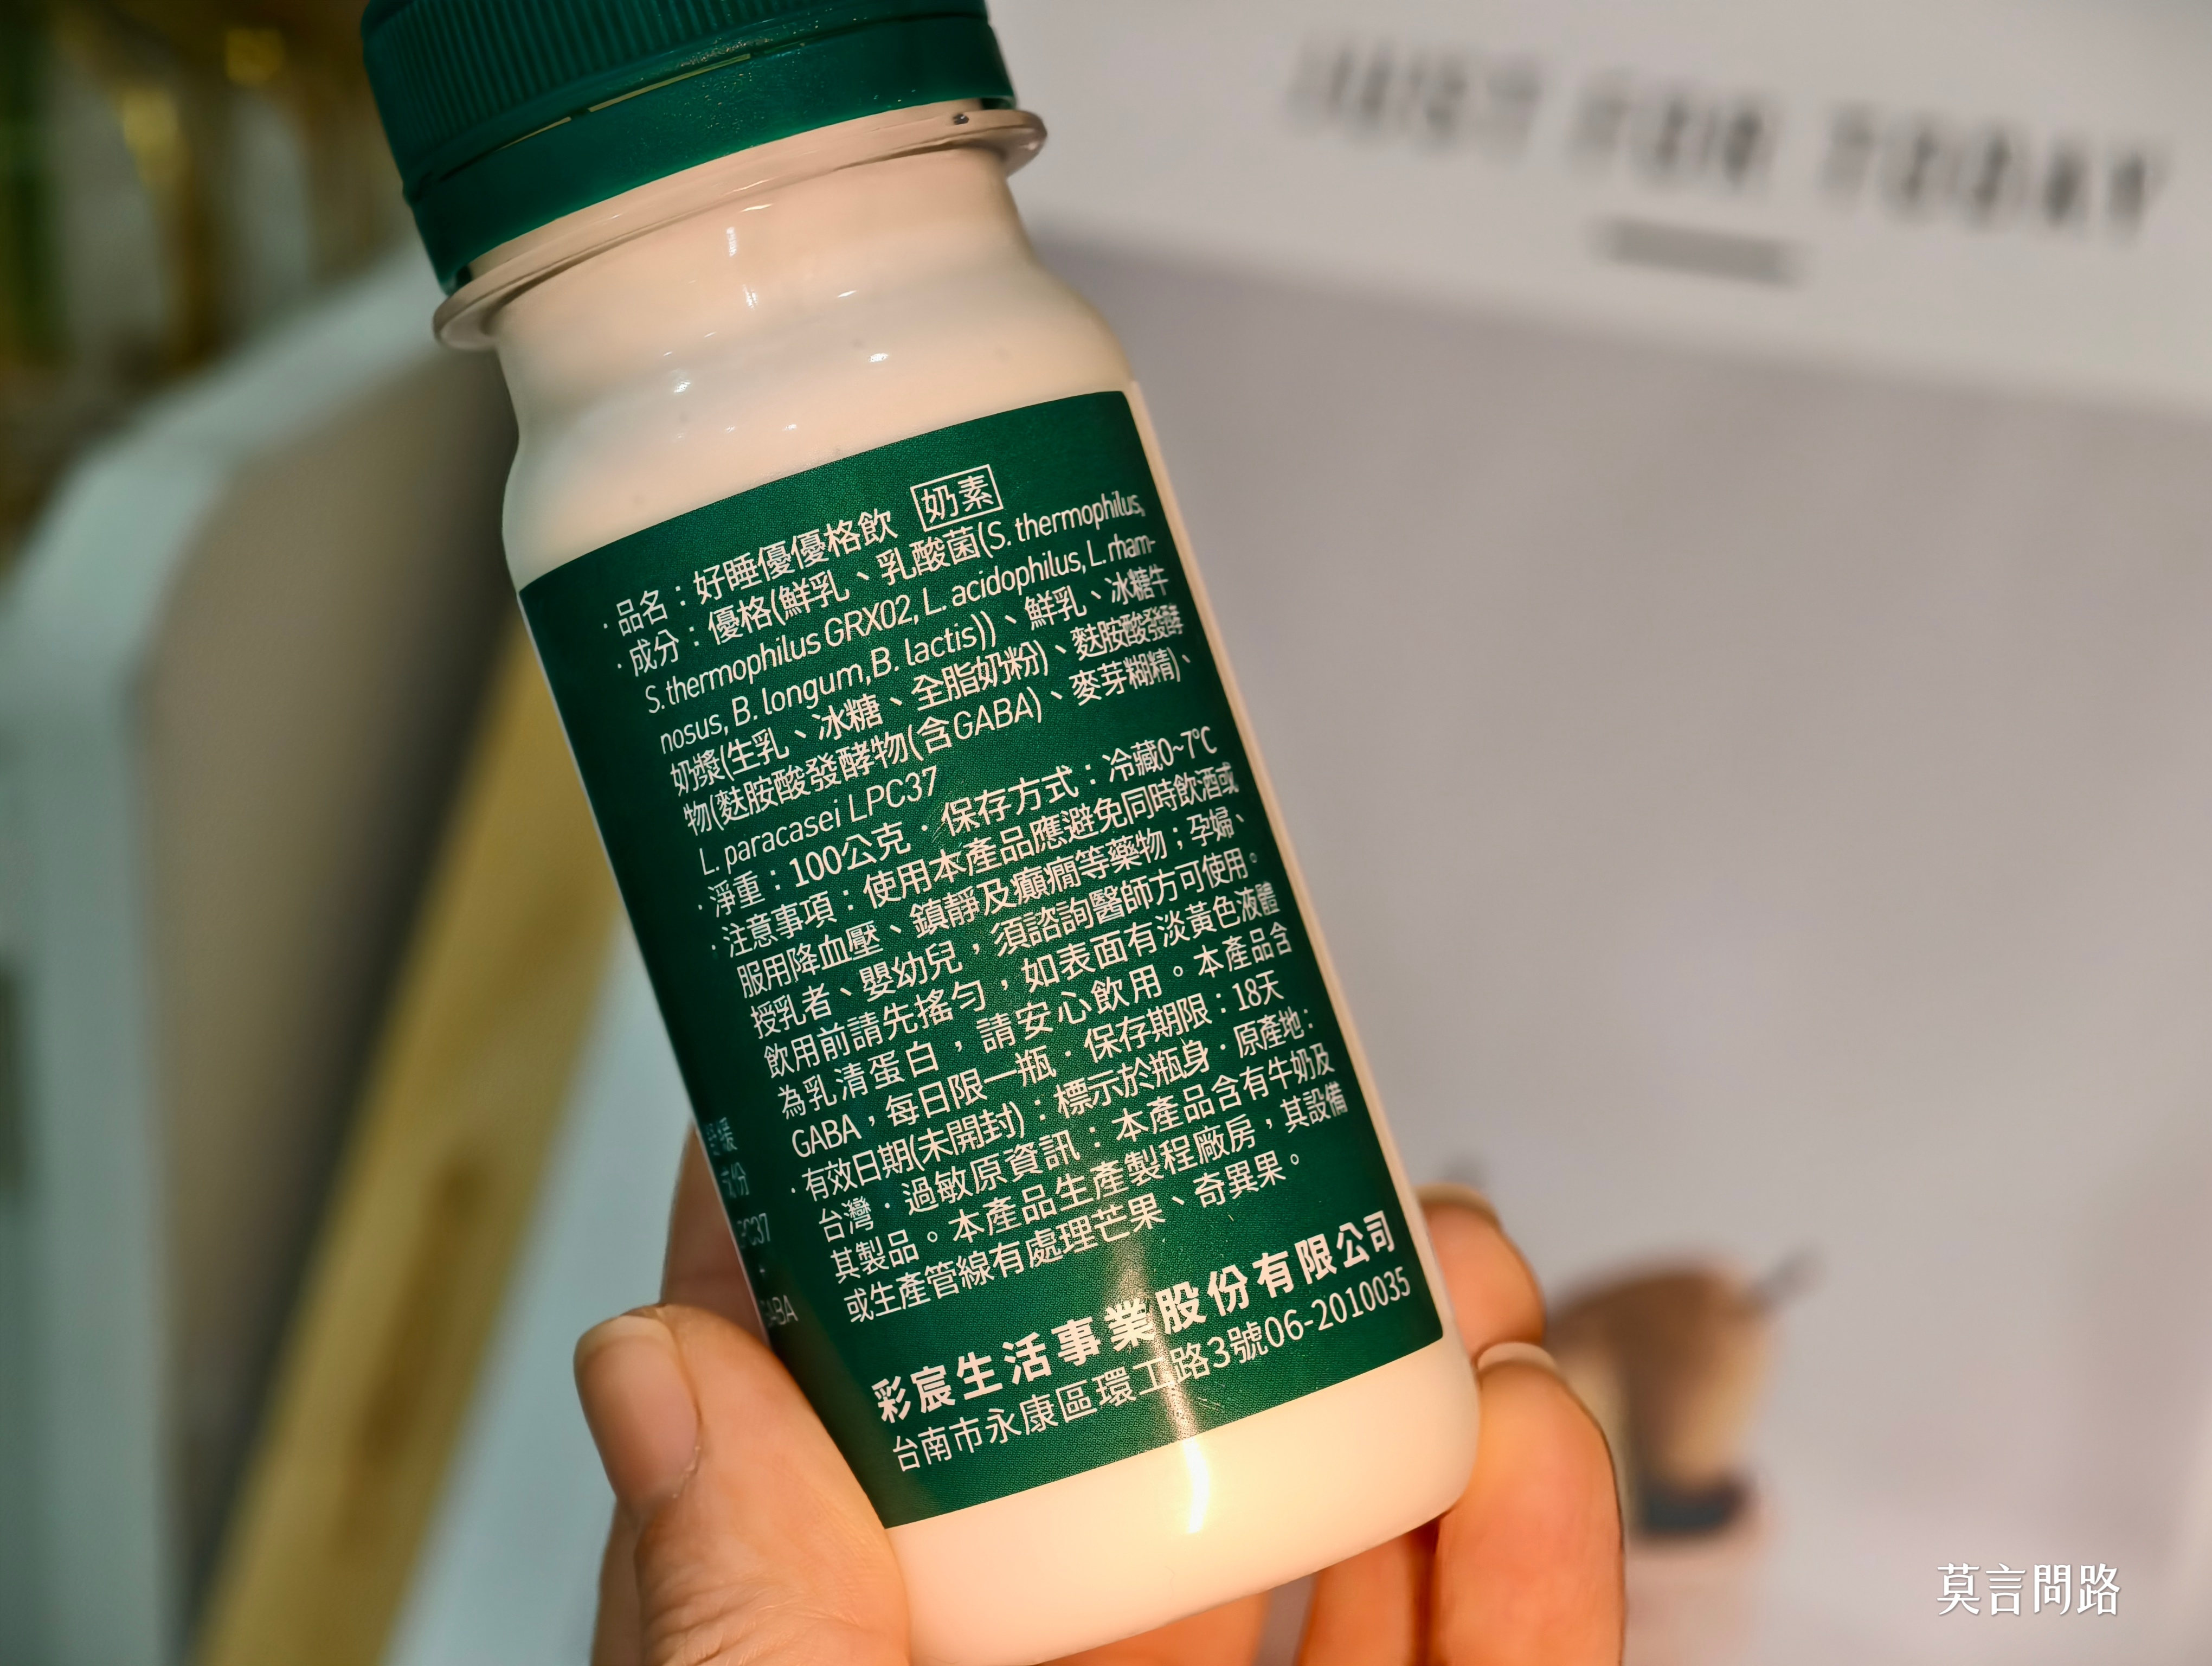 JUST FOR TODAY
· 品名：好睡優優格飲 奶素
· 成分：優格(鮮乳、乳酸菌(S. thermophilus,
S. thermophilus GRX02, L. acidophilus, L. rham-
nosus, B. longum, B. lactis))、鮮乳、冰糖牛
奶漿(生乳、冰糖、全脂奶粉)、麩胺酸發酵
物(麩胺酸發酵物(含GABA)、麥芽糊精)、
L. paracasei LPC37
· 淨重：100公克 · 保存方式：冷藏0~7℃
· 注意事項：使用本產品應避免同時飲酒或
服用降血壓、鎮靜及癲癇等藥物；孕婦、
授乳者、嬰幼兒，須諮詢醫師方可使用。
飲用前請先搖勻，如表面有淡黃色液體
為乳清蛋白，請安心飲用。本產品含
GABA，每日限一瓶 · 保存期限：18天
· 有效日期(未開封)：標示於瓶身 · 原產地：
台灣 · 過敏原資訊：本產品含有牛奶及
其製品。本產品生產製程廠房，其設備
或生產管線有處理芒果、奇異果。
彩宸生活事業股份有限公司
台南市永康區環工路3號06-2010035
莫言問路